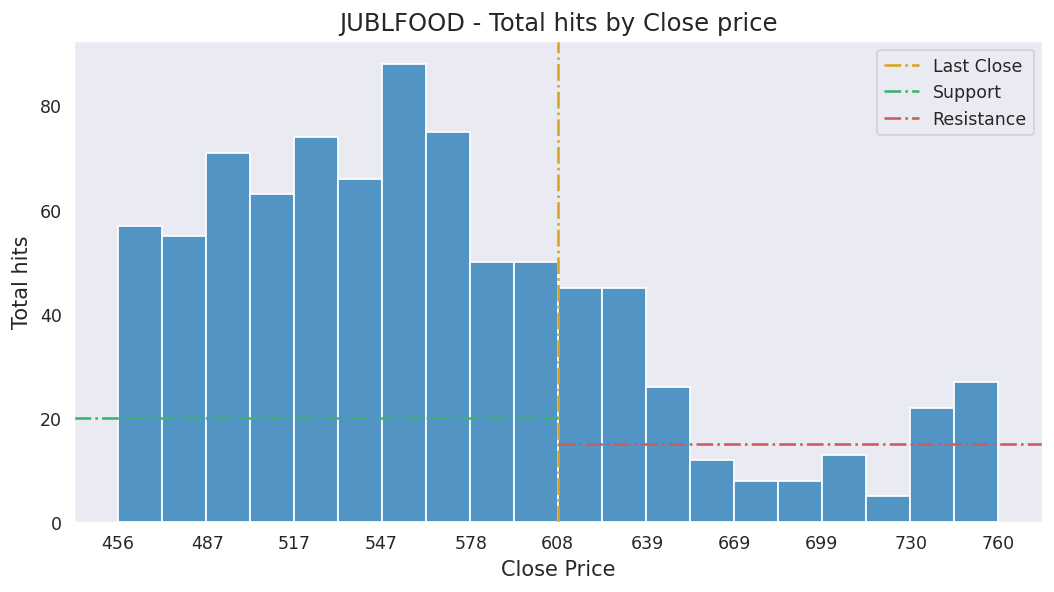 JUBLFOOD - Total hits by Close price
Last Close
Support
Resistance
Total hits
80
60
40
20
0
456 487 517 547 578 608 639 669 699 730 760
Close Price